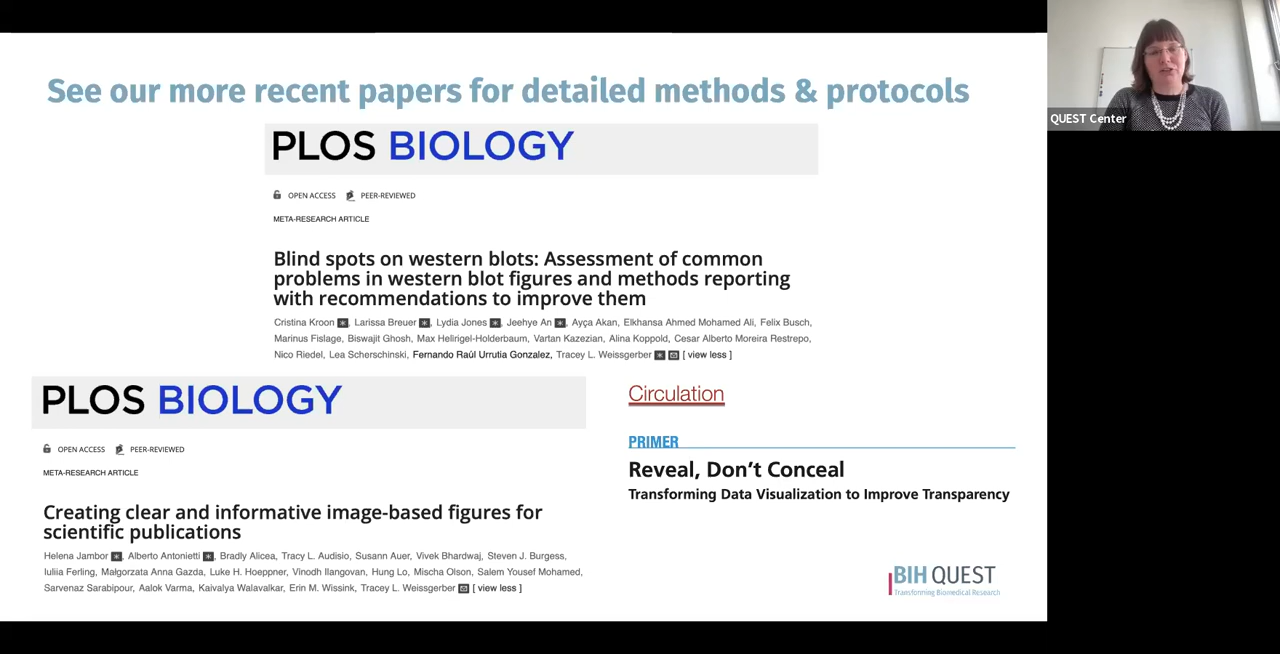 See our more recent papers for detailed methods & protocols
QUEST Center
PLOS BIOLOGY
OPEN ACCESS PEER-REVIEWED
META-RESEARCH ARTICLE
Blind spots on western blots: Assessment of common
problems in western blot figures and methods reporting
with recommendations to improve them
Cristina Kroon, Larissa Breuer, Lydia Jones, Jeehye An, Ayça Akan, Elkhansa Ahmed Mohamed Ali, Felix Busch,
Marinus Fislage, Biswajit Ghosh, Max Hellrigel-Holderbaum, Vartan Kazezian, Alina Koppold, Cesar Alberto Moreira Restrepo,
Nico Riedel, Lea Scherschinski, Fernando Raúl Urrutia Gonzalez, Tracey L. Weissgerber [ view less ]
PLOS BIOLOGY
OPEN ACCESS PEER-REVIEWED
META-RESEARCH ARTICLE
Creating clear and informative image-based figures for
scientific publications
Helena Jambor, Alberto Antonietti, Bradly Alicea, Tracy L. Audisio, Susann Auer, Vivek Bhardwaj, Steven J. Burgess,
Iuliia Ferling, Małgorzata Anna Gazda, Luke H. Hoeppner, Vinodh Ilangovan, Hung Lo, Mischa Olson, Salem Yousef Mohamed,
Sarvenaz Sarabipour, Aalok Varma, Kaivalya Walavalkar, Erin M. Wissink, Tracey L. Weissgerber [ view less ]
Circulation
PRIMER
Reveal, Don't Conceal
Transforming Data Visualization to Improve Transparency
BIH QUEST
Transforming Biomedical Research